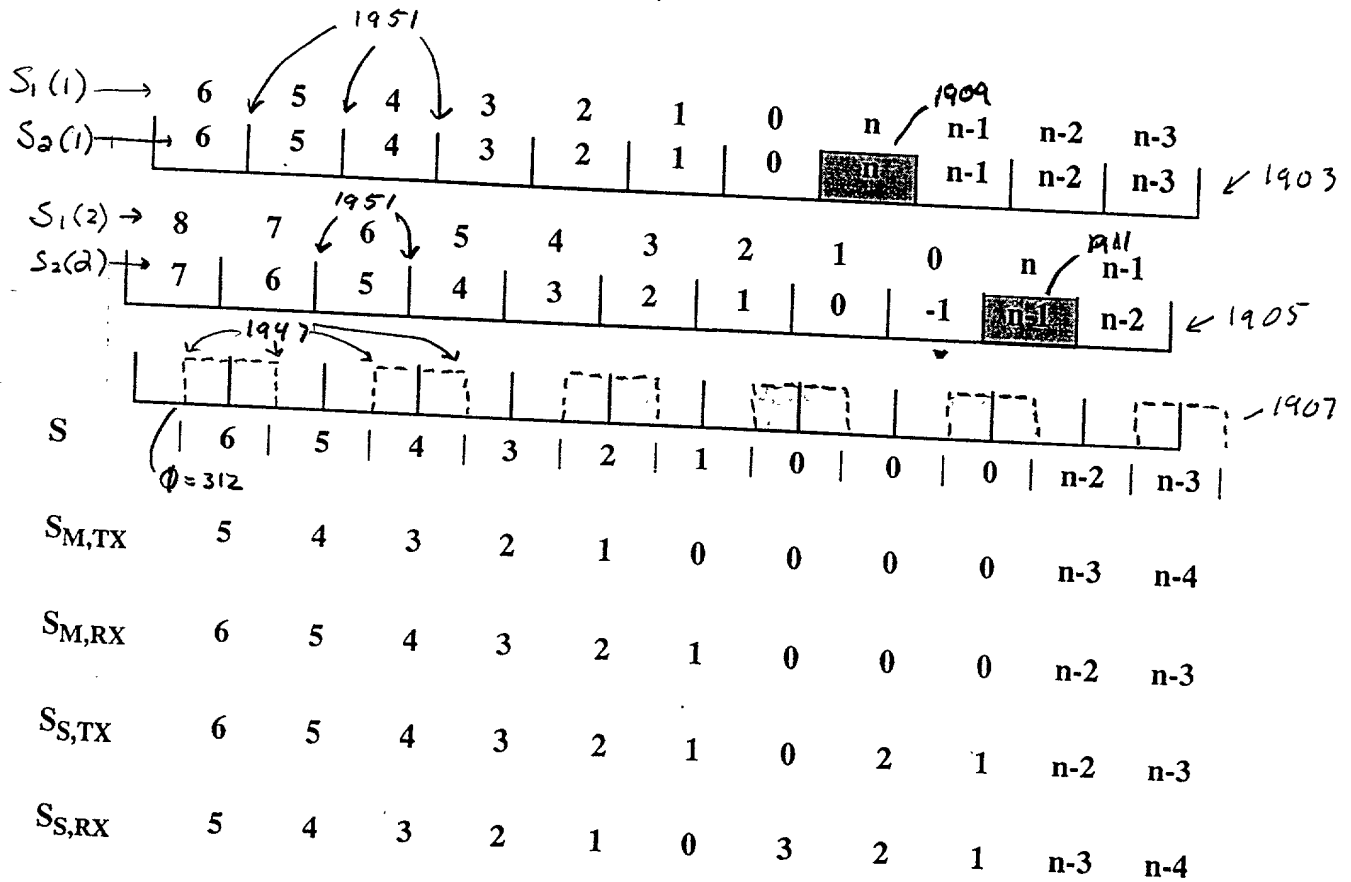 1951
S₁(1) → 6 5 4 3 2 1 0 n n-1 n-2 n-3
1909
S₂(1) → 6 5 4 3 2 1 0 n n-1 n-2 n-3
1903
1951
S₁(2) → 8 7 6 5 4 3 2 1 0 n n-1
1911
S₂(2) → 7 6 5 4 3 2 1 0 -1 n-1 n-2
1905
1947
1907
S | 6 | 5 | 4 | 3 | 2 | 1 | 0 | 0 | 0 | n-2 | n-3 |
Φ = 312
S_M,TX 5 4 3 2 1 0 0 0 0 n-3 n-4
S_M,RX 6 5 4 3 2 1 0 0 0 n-2 n-3
S_S,TX 6 5 4 3 2 1 0 2 1 n-2 n-3
S_S,RX 5 4 3 2 1 0 3 2 1 n-3 n-4